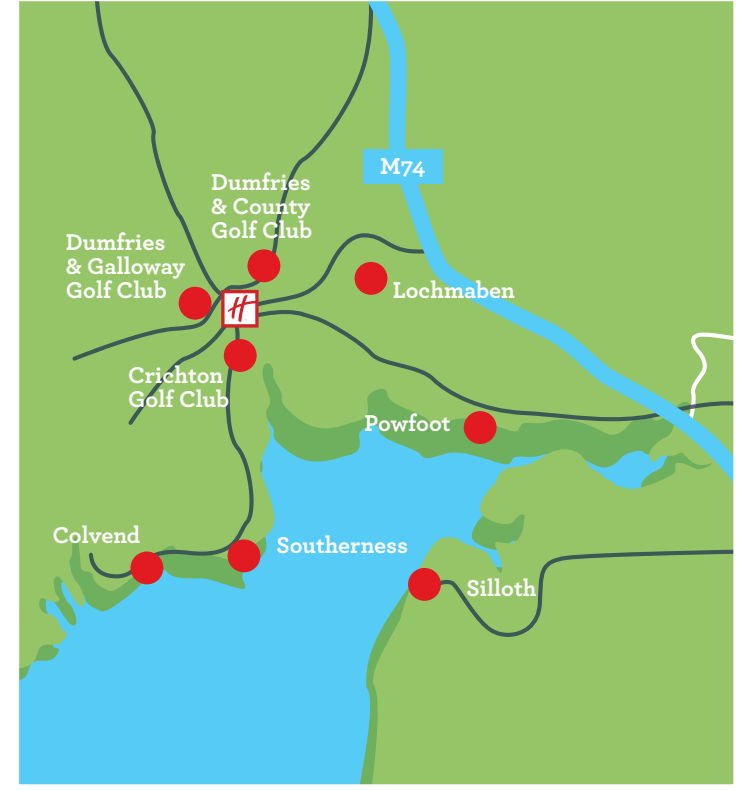 M74
Dumfries
& County
Golf Club
Dumfries
& Galloway
Golf Club
Lochmaben
Crichton
Golf Club
Powfoot
Colvend
Southerness
Silloth